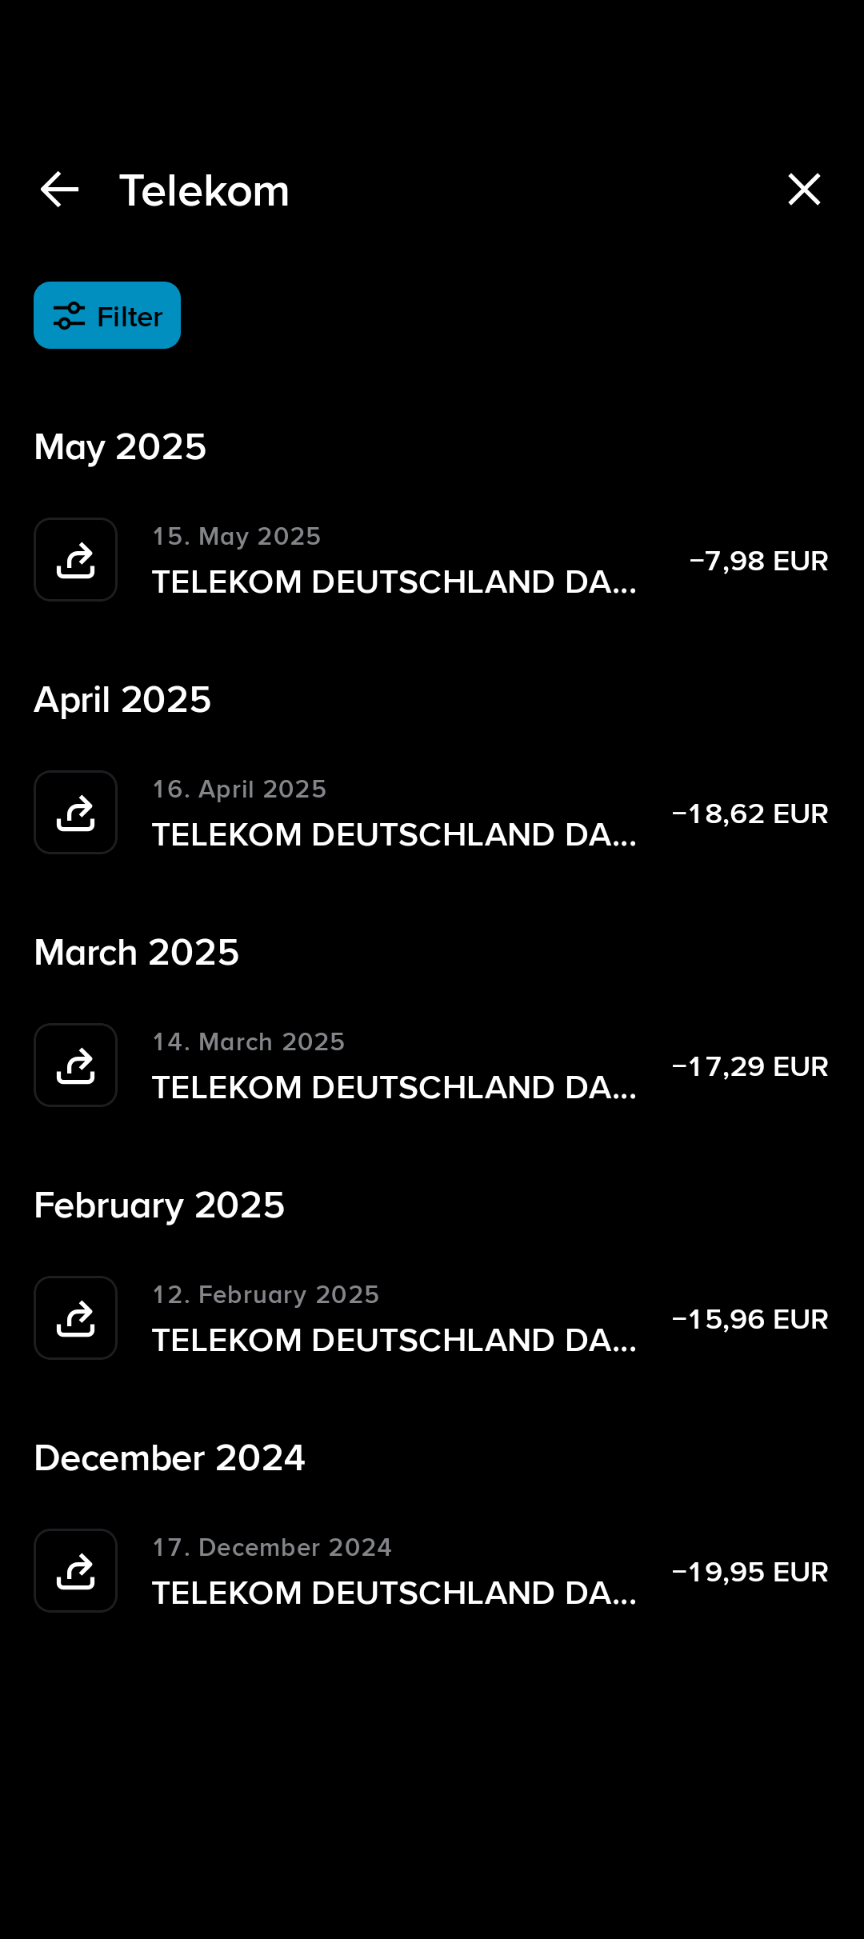 Telekom
Filter
May 2025
15. May 2025
TELEKOM DEUTSCHLAND DA...
−7,98 EUR
April 2025
16. April 2025
TELEKOM DEUTSCHLAND DA...
−18,62 EUR
March 2025
14. March 2025
TELEKOM DEUTSCHLAND DA...
−17,29 EUR
February 2025
12. February 2025
TELEKOM DEUTSCHLAND DA...
−15,96 EUR
December 2024
17. December 2024
TELEKOM DEUTSCHLAND DA...
−19,95 EUR